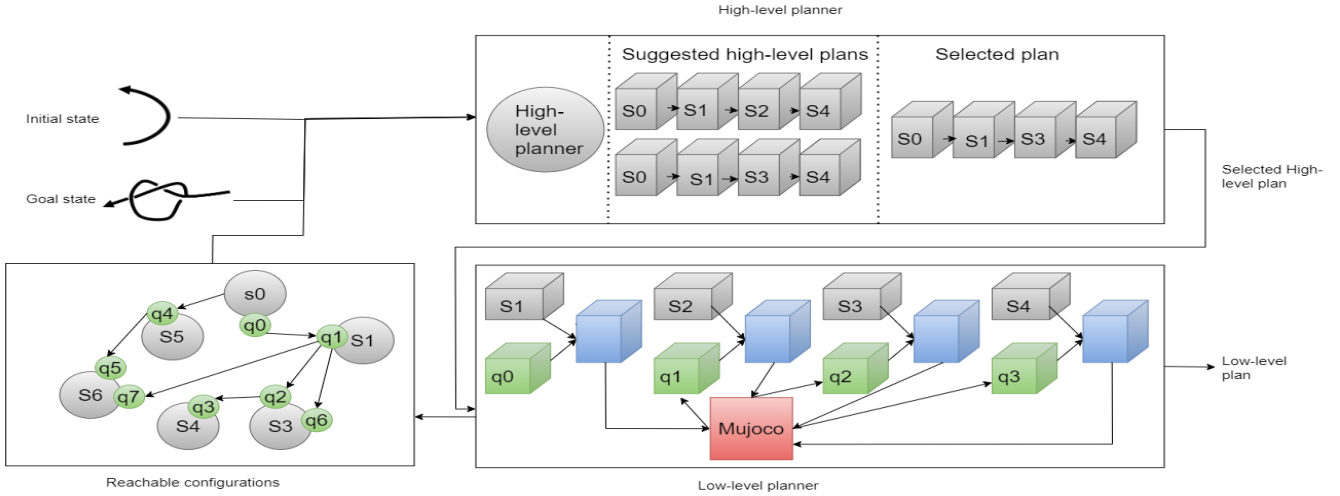 High-level planner
Suggested high-level plans
Selected plan
High-
level
planner
S0 S1 S2 S4
S0 S1 S3 S4
S0 S1 S3 S4
Initial state
Goal state
Selected High-
level plan
s0
q4
q0
S5
q1 S1
q5
S6
q7
q3
q2
S4
S3
q6
Reachable configurations
S1 S2 S3 S4
q0 q1 q2 q3
Mujoco
Low-level
plan
Low-level planner